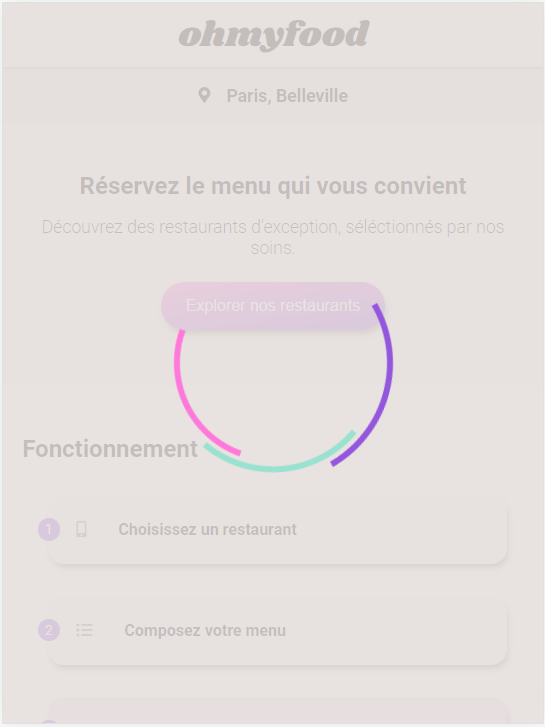 ohmyfood
Paris, Belleville
Réservez le menu qui vous convient
Découvrez des restaurants d'exception, séléctionnés par nos
soins.
Explorer nos restaurants
Fonctionnement
1 Choisissez un restaurant
2 Composez votre menu